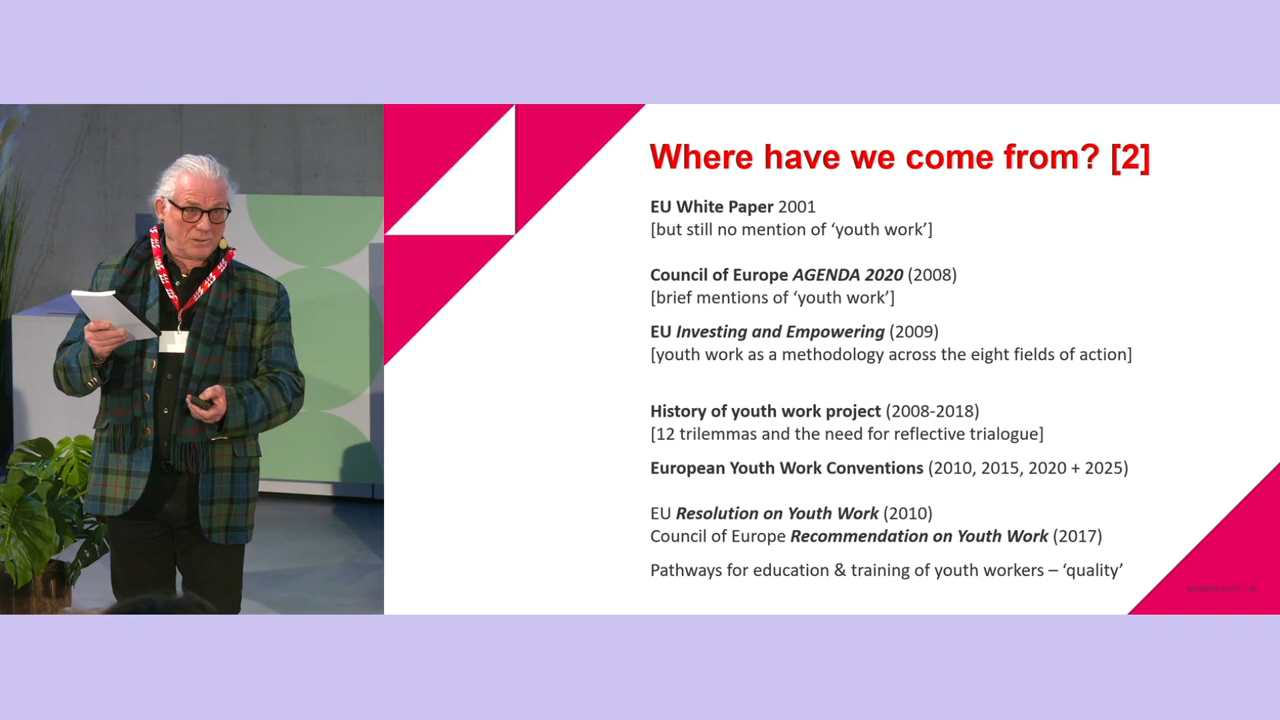 Where have we come from? [2]
EU White Paper 2001
[but still no mention of ‘youth work’]
Council of Europe AGENDA 2020 (2008)
[brief mentions of ‘youth work’]
EU Investing and Empowering (2009)
[youth work as a methodology across the eight fields of action]
History of youth work project (2008-2018)
[12 trilemmas and the need for reflective trialogue]
European Youth Work Conventions (2010, 2015, 2020 + 2025)
EU Resolution on Youth Work (2010)
Council of Europe Recommendation on Youth Work (2017)
Pathways for education & training of youth workers – ‘quality’